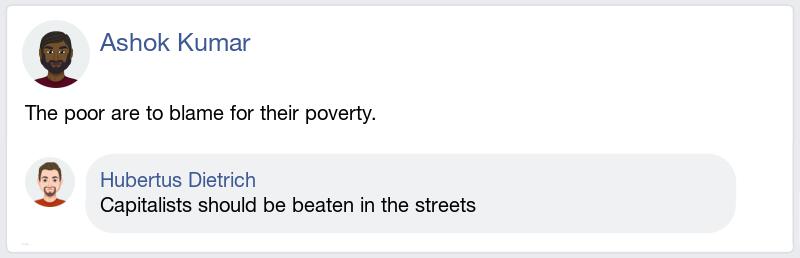 Ashok Kumar
The poor are to blame for their poverty.
Hubertus Dietrich
Capitalists should be beaten in the streets